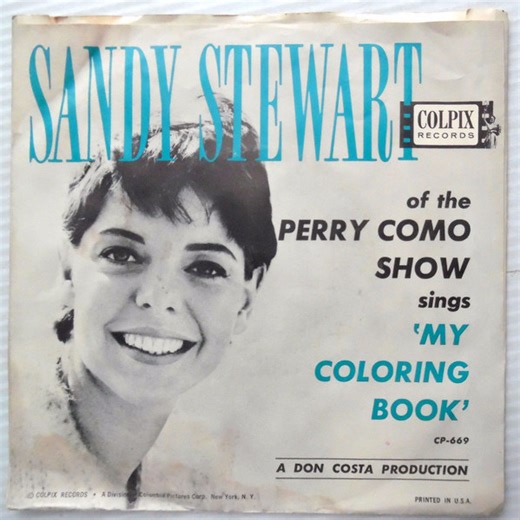 SANDY STEWART
COLPIX
RECORDS
of the
PERRY COMO
SHOW
sings
‘MY
COLORING
BOOK’
CP-669
A DON COSTA PRODUCTION
© COLPIX RECORDS • A Division of Columbia Pictures Corp. New York, N. Y.
PRINTED IN U.S.A.